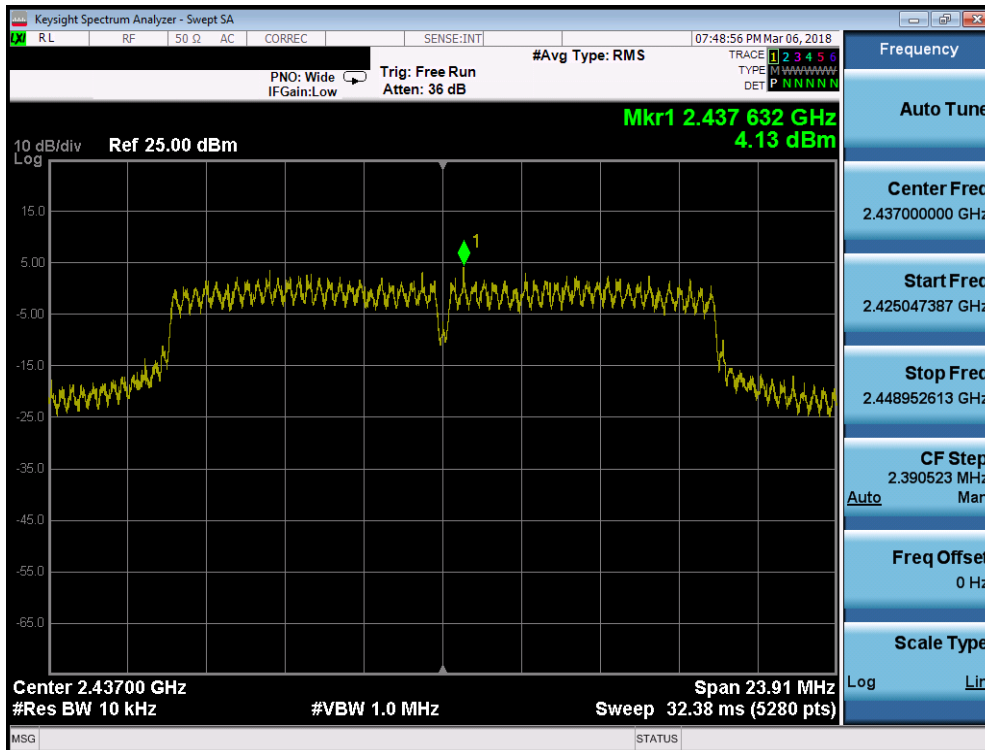 Keysight Spectrum Analyzer - Swept SA
LXI RL RF 50 Ω AC CORREC SENSE:INT 07:48:56 PM Mar 06, 2018
#Avg Type: RMS TRACE 1 2 3 4 5 6
PNO: Wide Trig: Free Run TYPE M WWWWW
IFGain:Low Atten: 36 dB DET P N N N N N
Mkr1 2.437 632 GHz
4.13 dBm
10 dB/div Ref 25.00 dBm
Log
1
15.0
5.00
-5.00
-15.0
-25.0
-35.0
-45.0
-55.0
-65.0
Center 2.43700 GHz Span 23.91 MHz
#Res BW 10 kHz #VBW 1.0 MHz Sweep 32.38 ms (5280 pts)
MSG STATUS
Frequency
Auto Tune
Center Freq
2.437000000 GHz
Start Freq
2.425047387 GHz
Stop Freq
2.448952613 GHz
CF Step
2.390523 MHz
Auto Man
Freq Offset
0 Hz
Scale Type
Log Lin